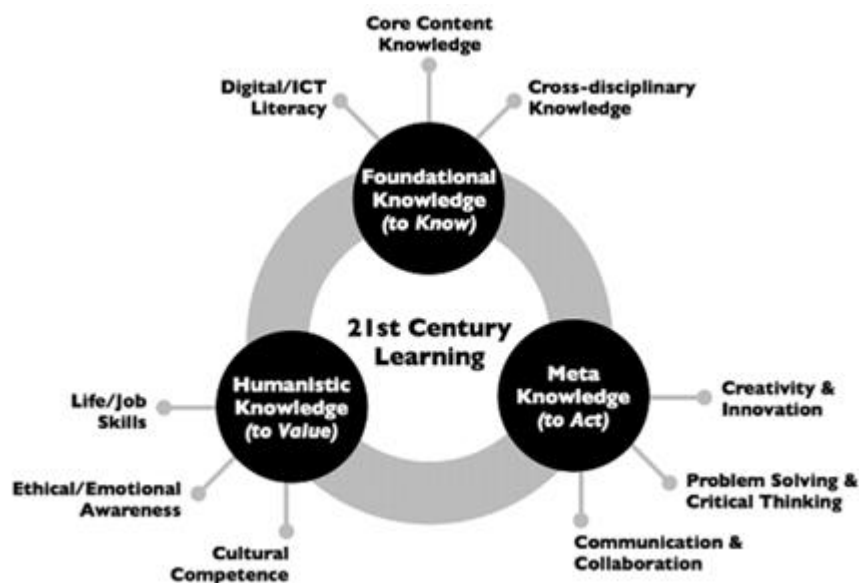 Core Content
Knowledge
Digital/ICT
Literacy
Cross-disciplinary
Knowledge
Foundational
Knowledge
(to Know)
21st Century
Learning
Humanistic
Knowledge
(to Value)
Meta
Knowledge
(to Act)
Life/Job
Skills
Ethical/Emotional
Awareness
Cultural
Competence
Creativity &
Innovation
Problem Solving &
Critical Thinking
Communication &
Collaboration